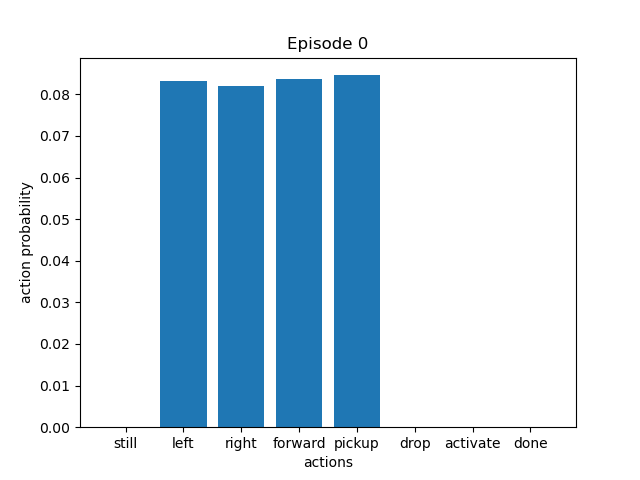 Episode 0
action probability
0.08
0.07
0.06
0.05
0.04
0.03
0.02
0.01
0.00
still left right forward pickup drop activate done
actions